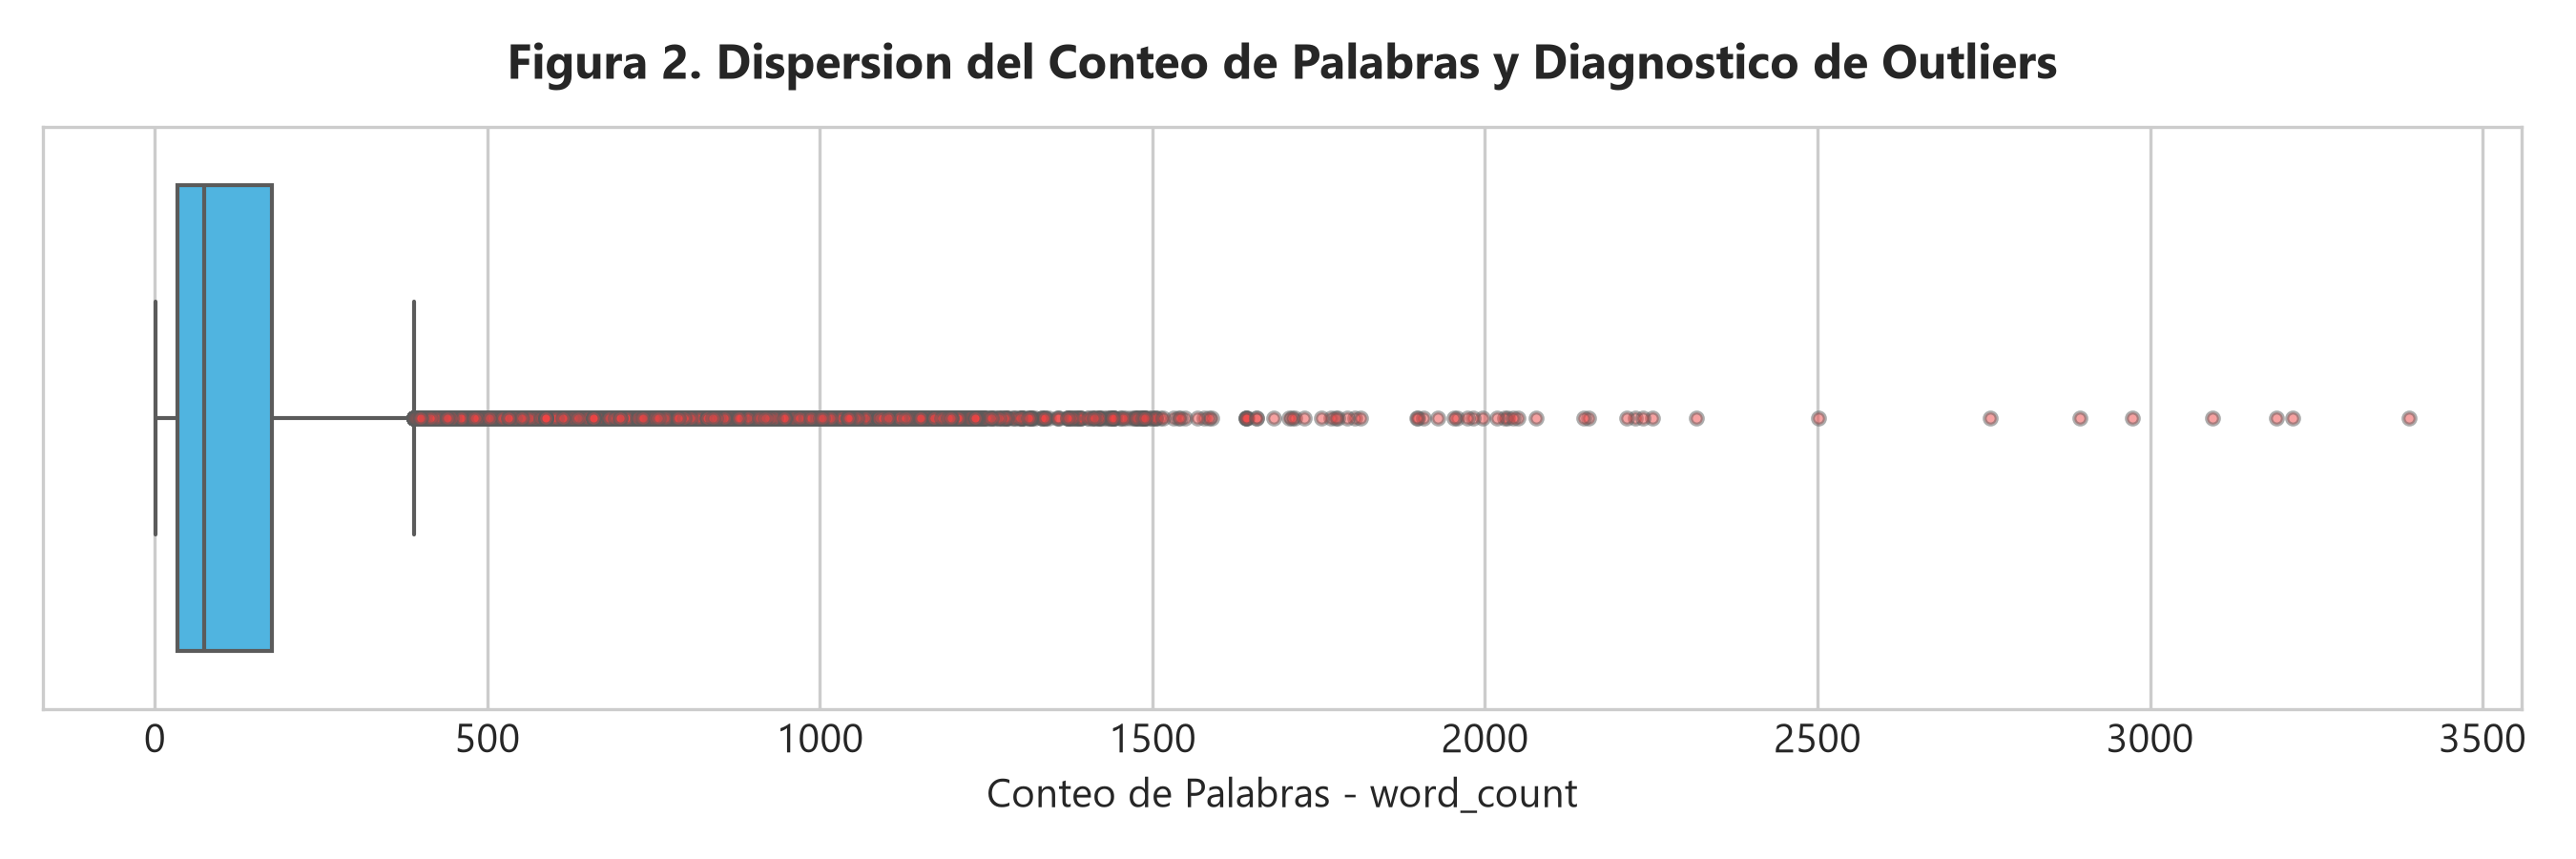 Figura 2. Dispersion del Conteo de Palabras y Diagnostico de Outliers
0 500 1000 1500 2000 2500 3000 3500
Conteo de Palabras - word_count